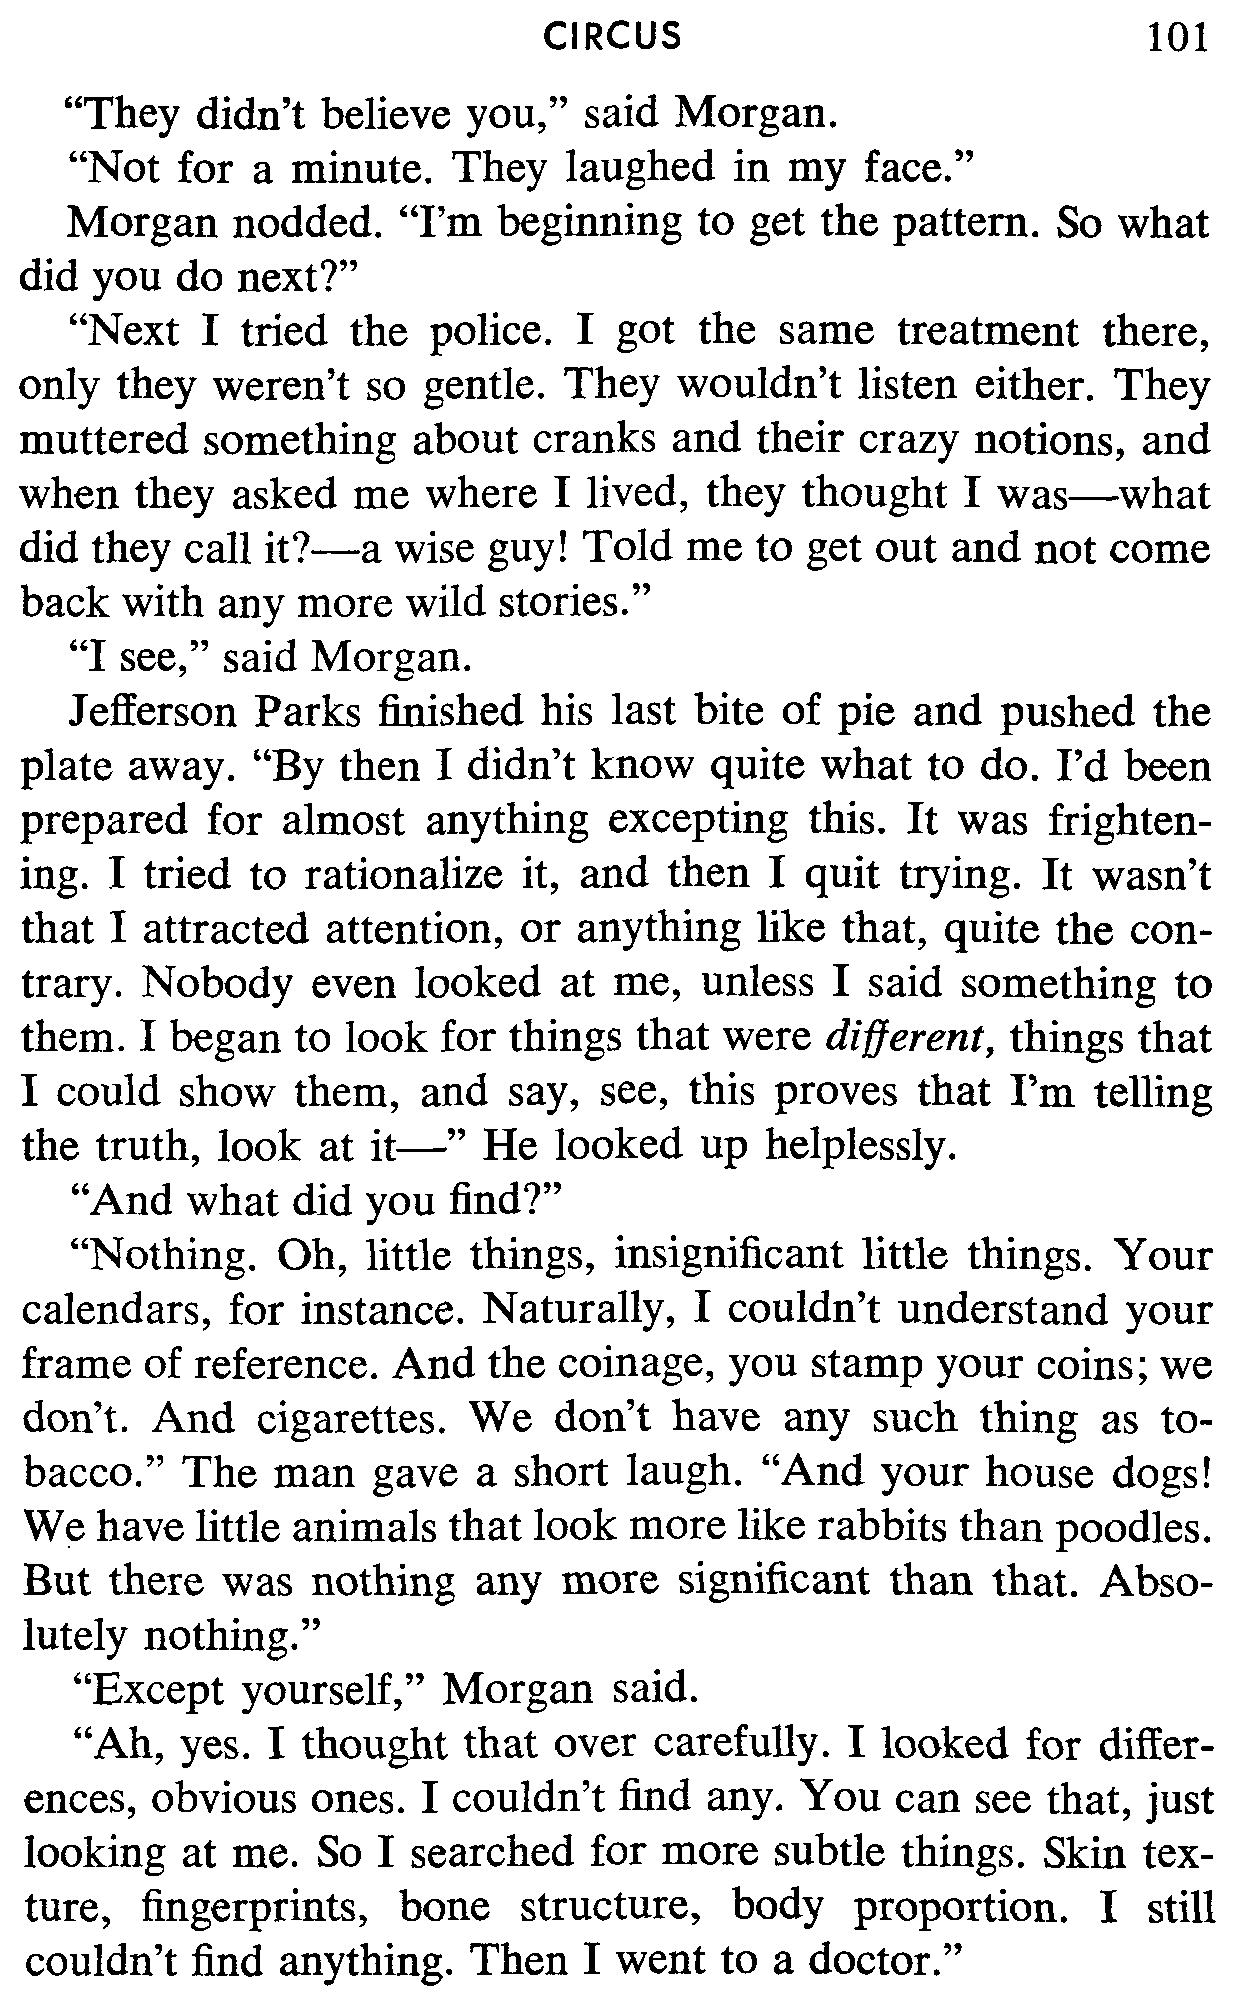 CIRCUS 101
“They didn’t believe you,” said Morgan.
“Not for a minute. They laughed in my face.”
Morgan nodded. “I’m beginning to get the pattern. So what
did you do next?”
“Next I tried the police. I got the same treatment there,
only they weren’t so gentle. They wouldn’t listen either. They
muttered something about cranks and their crazy notions, and
when they asked me where I lived, they thought I was—what
did they call it?—a wise guy! Told me to get out and not come
back with any more wild stories.”
“I see,” said Morgan.
Jefferson Parks finished his last bite of pie and pushed the
plate away. “By then I didn’t know quite what to do. I’d been
prepared for almost anything excepting this. It was frighten-
ing. I tried to rationalize it, and then I quit trying. It wasn’t
that I attracted attention, or anything like that, quite the con-
trary. Nobody even looked at me, unless I said something to
them. I began to look for things that were different, things that
I could show them, and say, see, this proves that I’m telling
the truth, look at it—” He looked up helplessly.
“And what did you find?”
“Nothing. Oh, little things, insignificant little things. Your
calendars, for instance. Naturally, I couldn’t understand your
frame of reference. And the coinage, you stamp your coins; we
don’t. And cigarettes. We don’t have any such thing as to-
bacco.” The man gave a short laugh. “And your house dogs!
We have little animals that look more like rabbits than poodles.
But there was nothing any more significant than that. Abso-
lutely nothing.”
“Except yourself,” Morgan said.
“Ah, yes. I thought that over carefully. I looked for differ-
ences, obvious ones. I couldn’t find any. You can see that, just
looking at me. So I searched for more subtle things. Skin tex-
ture, fingerprints, bone structure, body proportion. I still
couldn’t find anything. Then I went to a doctor.”